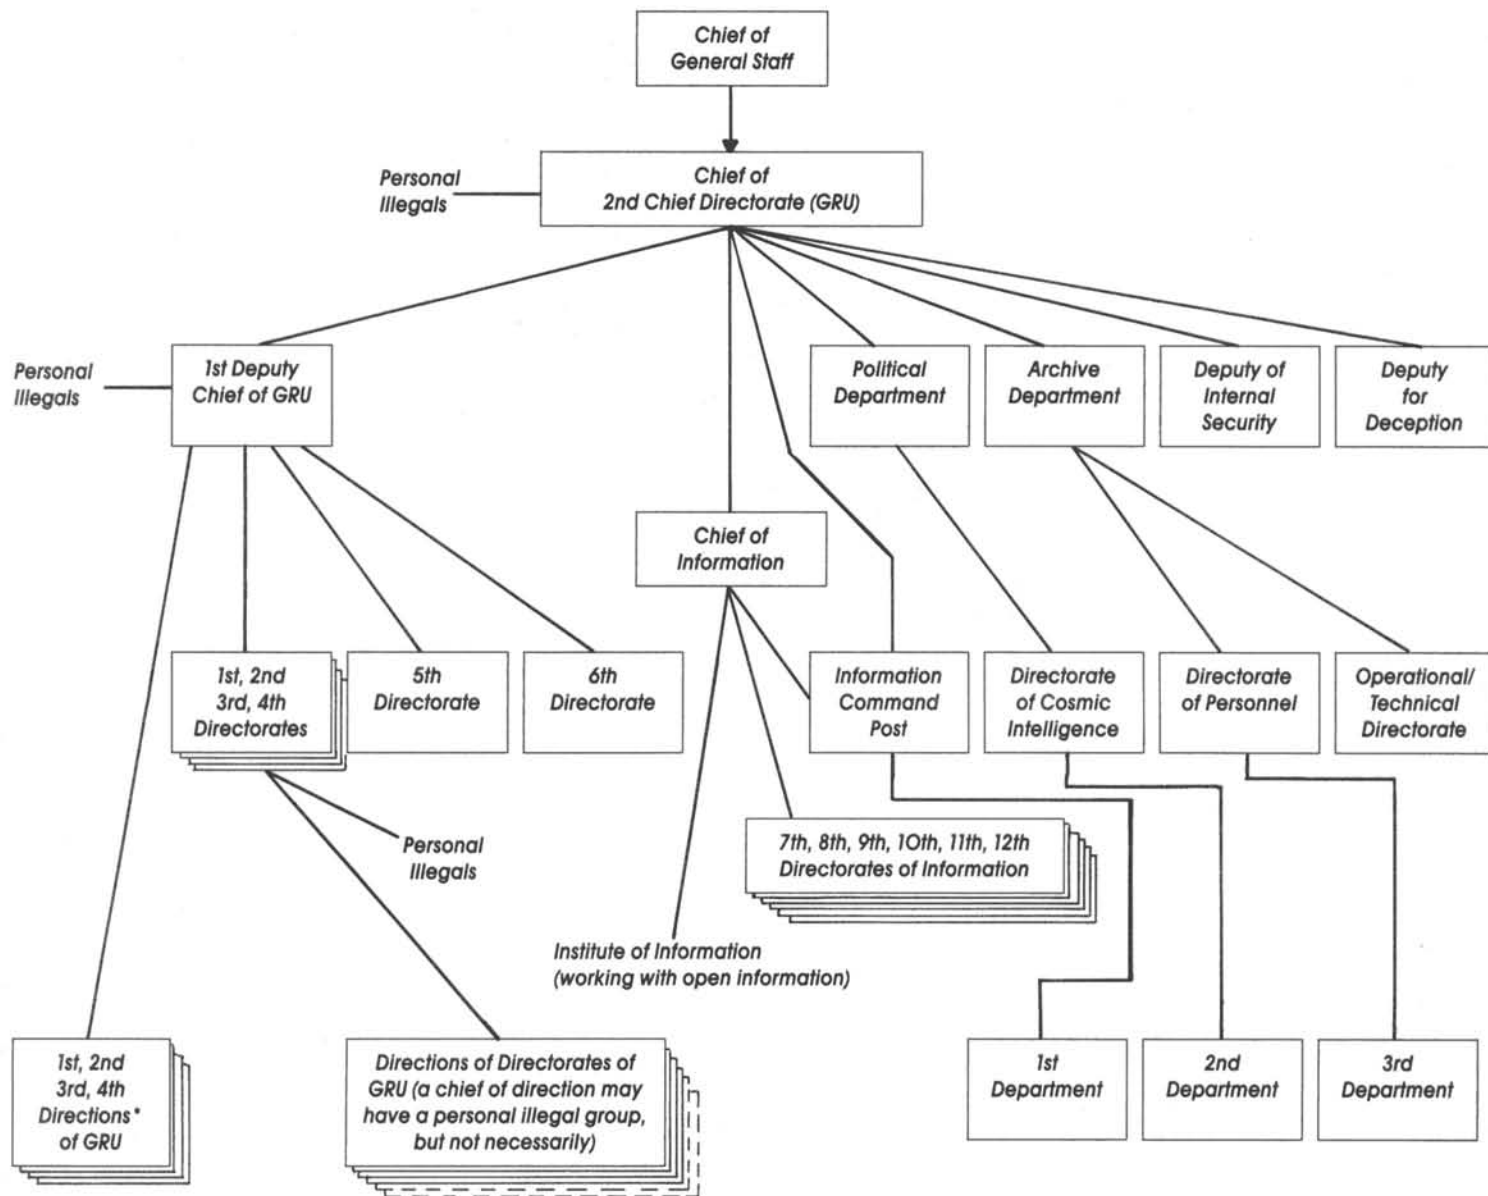 Chief of
General Staff
Personal
Illegals
Chief of
2nd Chief Directorate (GRU)
Personal
Illegals
1st Deputy
Chief of GRU
Political
Department
Archive
Department
Deputy of
Internal
Security
Deputy
for
Deception
Chief of
Information
1st, 2nd
3rd, 4th
Directorates
5th
Directorate
6th
Directorate
Information
Command
Post
Directorate
of Cosmic
Intelligence
Directorate
of Personnel
Operational/
Technical
Directorate
Personal
Illegals
7th, 8th, 9th, 10th, 11th, 12th
Directorates of Information
Institute of Information
(working with open information)
1st, 2nd
3rd, 4th
Directions*
of GRU
Directions of Directorates of
GRU (a chief of direction may
have a personal illegal group,
but not necessarily)
1st
Department
2nd
Department
3rd
Department